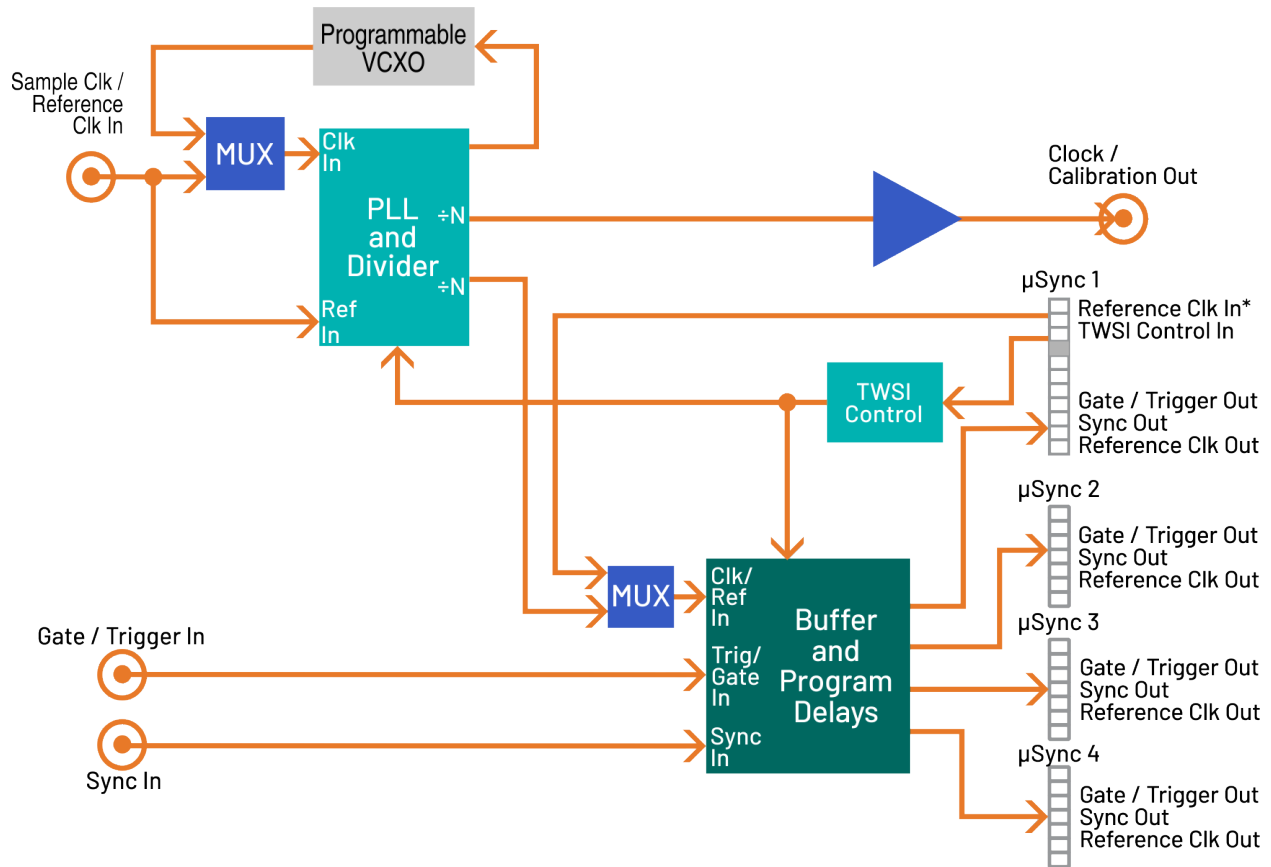 Programmable
VCXO
Sample Clk /
Reference
Clk In
MUX
Clk
In
PLL
and
Divider
÷N
÷N
Ref
In
Clock /
Calibration Out
µSync 1
Reference Clk In*
TWSI Control In
TWSI
Control
Gate / Trigger Out
Sync Out
Reference Clk Out
µSync 2
Gate / Trigger Out
Sync Out
Reference Clk Out
MUX
Clk/
Ref
In
Trig/
Gate
In
Sync
In
Buffer
and
Program
Delays
Gate / Trigger In
Sync In
µSync 3
Gate / Trigger Out
Sync Out
Reference Clk Out
µSync 4
Gate / Trigger Out
Sync Out
Reference Clk Out